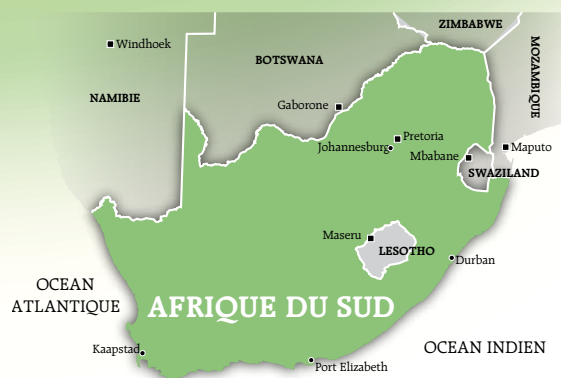 ZIMBABWE
Windhoek
BOTSWANA
MOZAMBIQUE
NAMIBIE
Gaborone
Pretoria
Johannesburg
Mbabane
Maputo
SWAZILAND
Maseru
LESOTHO
Durban
OCEAN
ATLANTIQUE
AFRIQUE DU SUD
Kaapstad
OCEAN INDIEN
Port Elizabeth